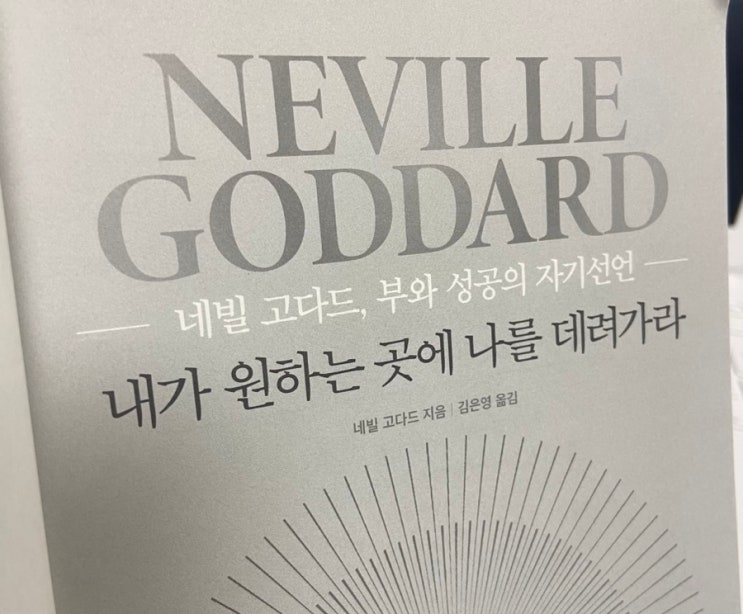 NEVILLE
GODDARD
네빌 고다드, 부와 성공의 자기선언
내가 원하는 곳에 나를 데려가라
네빌 고다드 지음 | 김은영 옮김